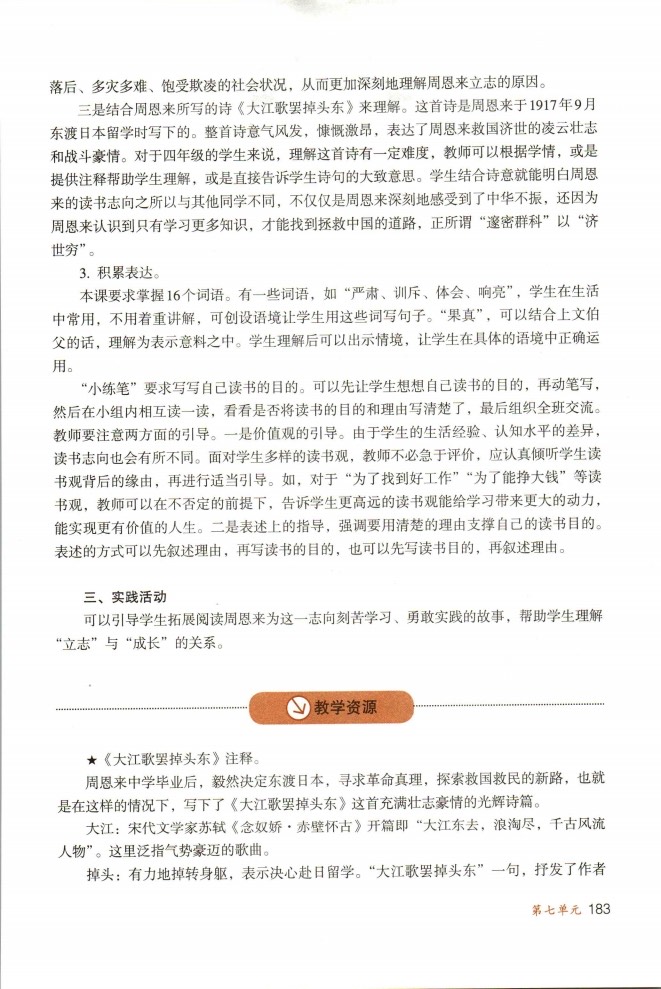 落后、多灾多难、饱受欺凌的社会状况，从而更加深刻地理解周恩来立志的原因。
三是结合周恩来所写的诗《大江歌罢掉头东》来理解。这首诗是周恩来于1917年9月
东渡日本留学时写下的。整首诗意气风发，慷慨激昂，表达了周恩来救国济世的凌云壮志
和战斗豪情。对于四年级的学生来说，理解这首诗有一定难度，教师可以根据学情，或是
提供注释帮助学生理解，或是直接告诉学生诗句的大致意思。学生结合诗意就能明白周恩
来的读书志向之所以与其他同学不同，不仅仅是周恩来深刻地感受到了中华不振，还因为
周恩来认识到只有学习更多知识，才能找到拯救中国的道路，正所谓“邃密群科”以“济
世穷”。
3. 积累表达。
本课要求掌握16个词语。有一些词语，如“严肃、训斥、体会、响亮”，学生在生活
中常用，不用着重讲解，可创设语境让学生用这些词写句子。“果真”，可以结合上文伯
父的话，理解为表示意料之中。学生理解后可以出示情境，让学生在具体的语境中正确运
用。
“小练笔”要求写写自己读书的目的。可以先让学生想想自己读书的目的，再动笔写，
然后在小组内相互读一读，看看是否将读书的目的和理由写清楚了，最后组织全班交流。
教师要注意两方面的引导。一是价值观的引导。由于学生的生活经验、认知水平的差异，
读书志向也会有所不同。面对学生多样的读书观，教师不必急于评价，应认真倾听学生读
书观背后的缘由，再进行适当引导。如，对于“为了找到好工作”“为了能挣大钱”等读
书观，教师可以在不否定的前提下，告诉学生更高远的读书观能给学习带来更大的动力，
能实现更有价值的人生。二是表述上的指导，强调要用清楚的理由支撑自己的读书目的。
表述的方式可以先叙述理由，再写读书的目的，也可以先写读书目的，再叙述理由。
三、实践活动
可以引导学生拓展阅读周恩来为这一志向刻苦学习、勇敢实践的故事，帮助学生理解
“立志”与“成长”的关系。
教学资源
★《大江歌罢掉头东》注释。
周恩来中学毕业后，毅然决定东渡日本，寻求革命真理，探索救国救民的新路，也就
是在这样的情况下，写下了《大江歌罢掉头东》这首充满壮志豪情的光辉诗篇。
大江：宋代文学家苏轼《念奴娇·赤壁怀古》开篇即“大江东去，浪淘尽，千古风流
人物”。这里泛指气势豪迈的歌曲。
掉头：有力地掉转身躯，表示决心赴日留学。“大江歌罢掉头东”一句，抒发了作者
第七单元 183